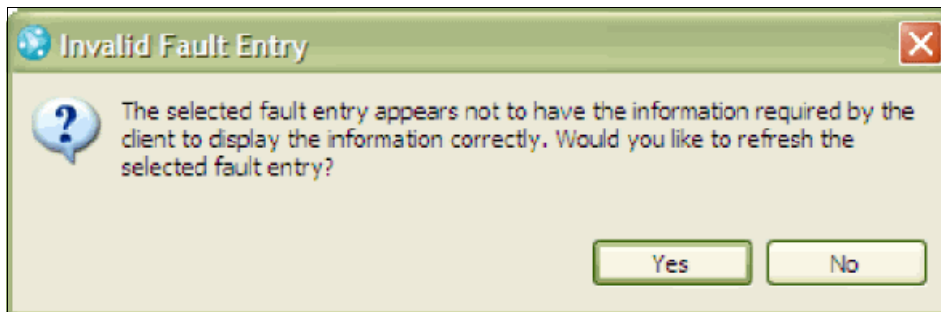 Invalid Fault Entry
The selected fault entry appears not to have the information required by the
client to display the information correctly. Would you like to refresh the
selected fault entry?
Yes No